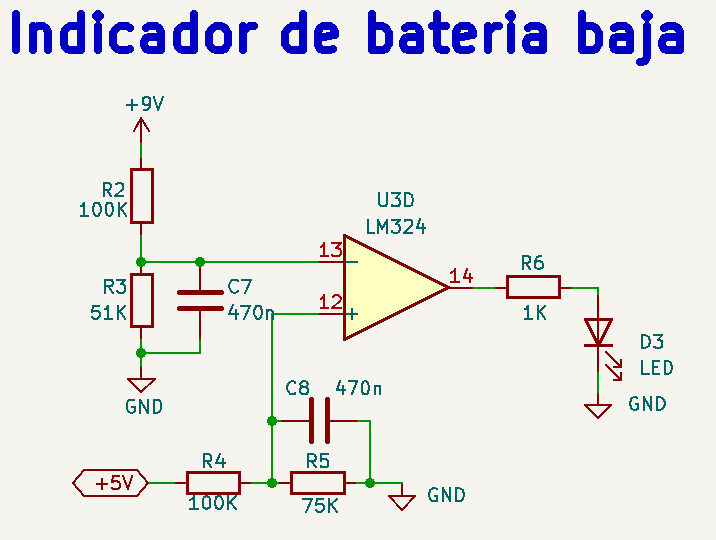 Indicador de bateria baja
+9V
R2
100K
R3
51K
C7
470n
GND
U3D
LM324
13
12
14
R6
1K
D3
LED
GND
C8 470n
R4
100K
R5
75K
+5V
GND